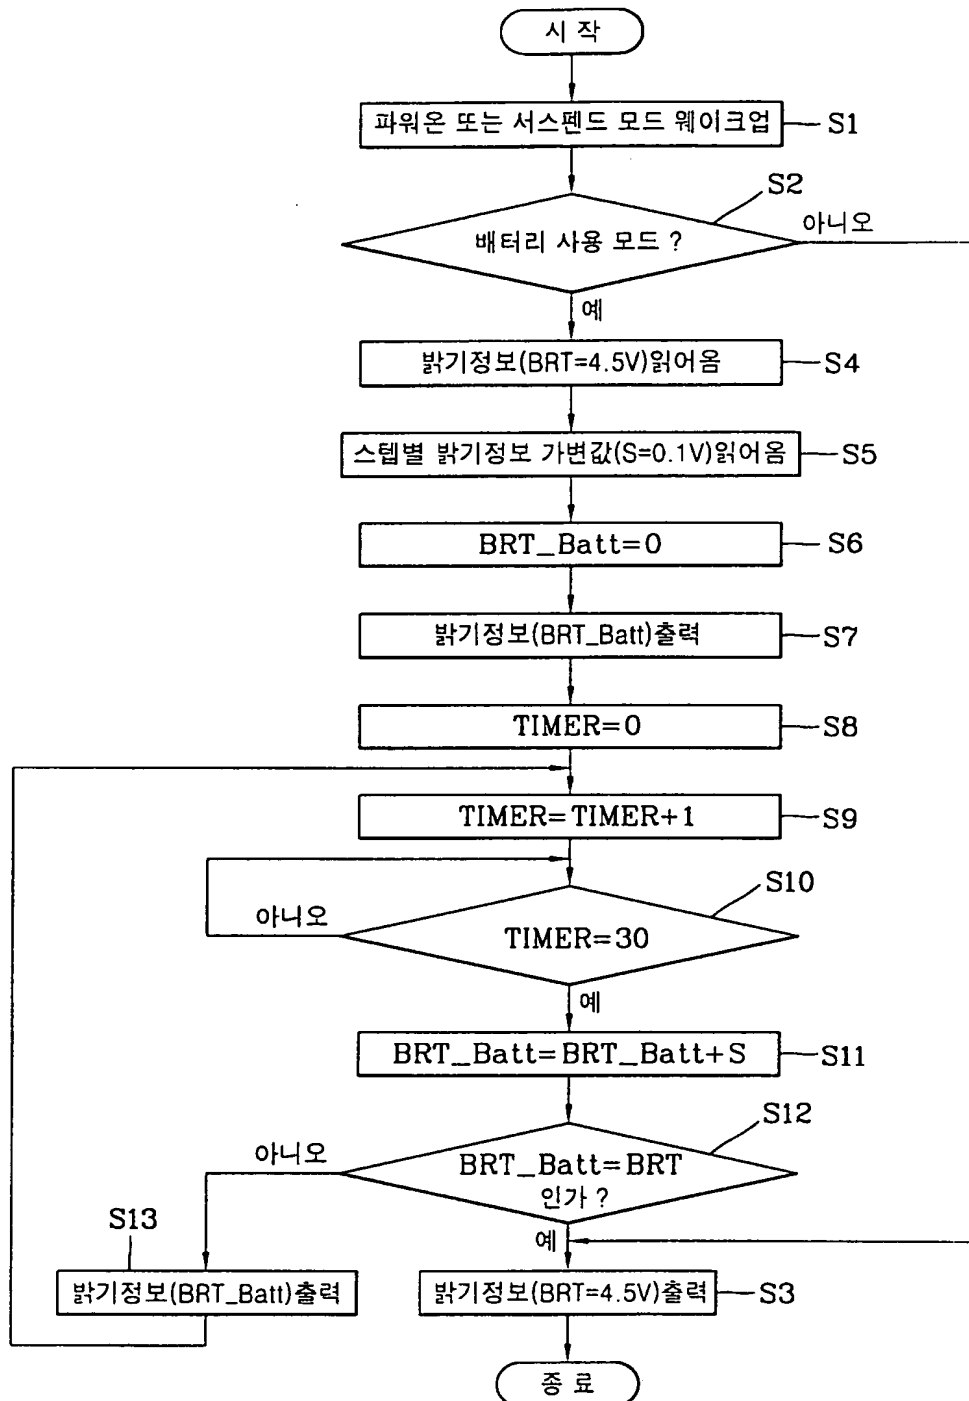 시 작
파워온 또는 서스펜드 모드 웨이크업
S1
S2
배터리 사용 모드 ?
아니오
예
밝기정보(BRT=4.5V)읽어옴
S4
스텝별 밝기정보 가변값(S=0.1V)읽어옴
S5
BRT_Batt=0
S6
밝기정보(BRT_Batt)출력
S7
TIMER=0
S8
TIMER=TIMER+1
S9
S10
아니오
TIMER=30
예
BRT_Batt=BRT_Batt+S
S11
S12
아니오
BRT_Batt=BRT
인가 ?
예
S13
밝기정보(BRT_Batt)출력
밝기정보(BRT=4.5V)출력
S3
종 료